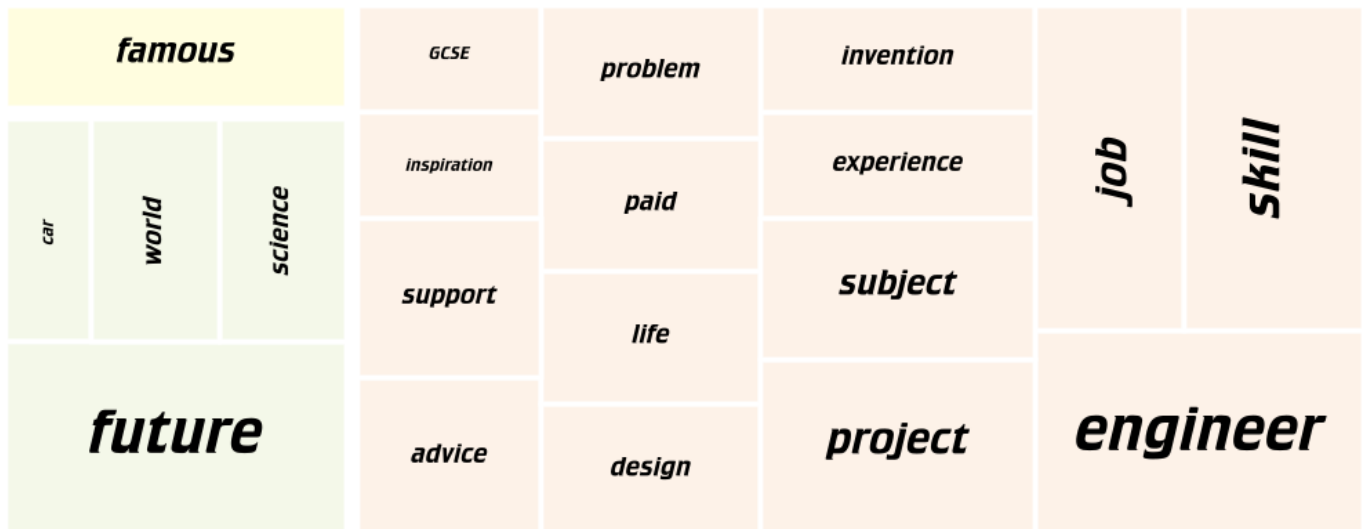 famous
car
world
science
future
GCSE
inspiration
support
advice
problem
paid
life
design
invention
experience
subject
project
job
skill
engineer